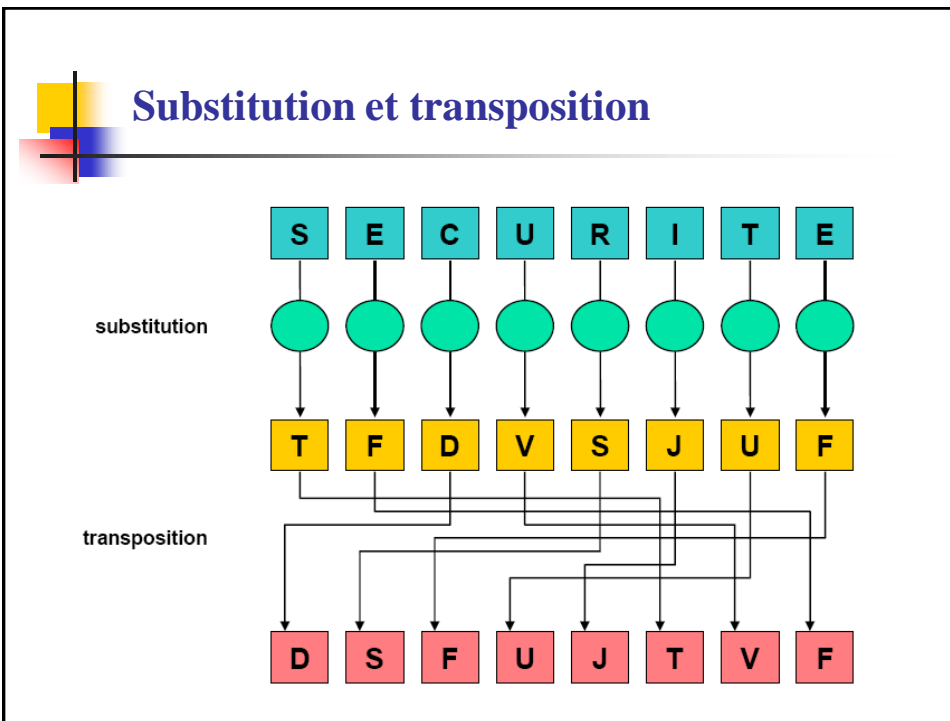 Substitution et transposition
S E C U R I T E
substitution
T F D V S J U F
transposition
D S F U J T V F